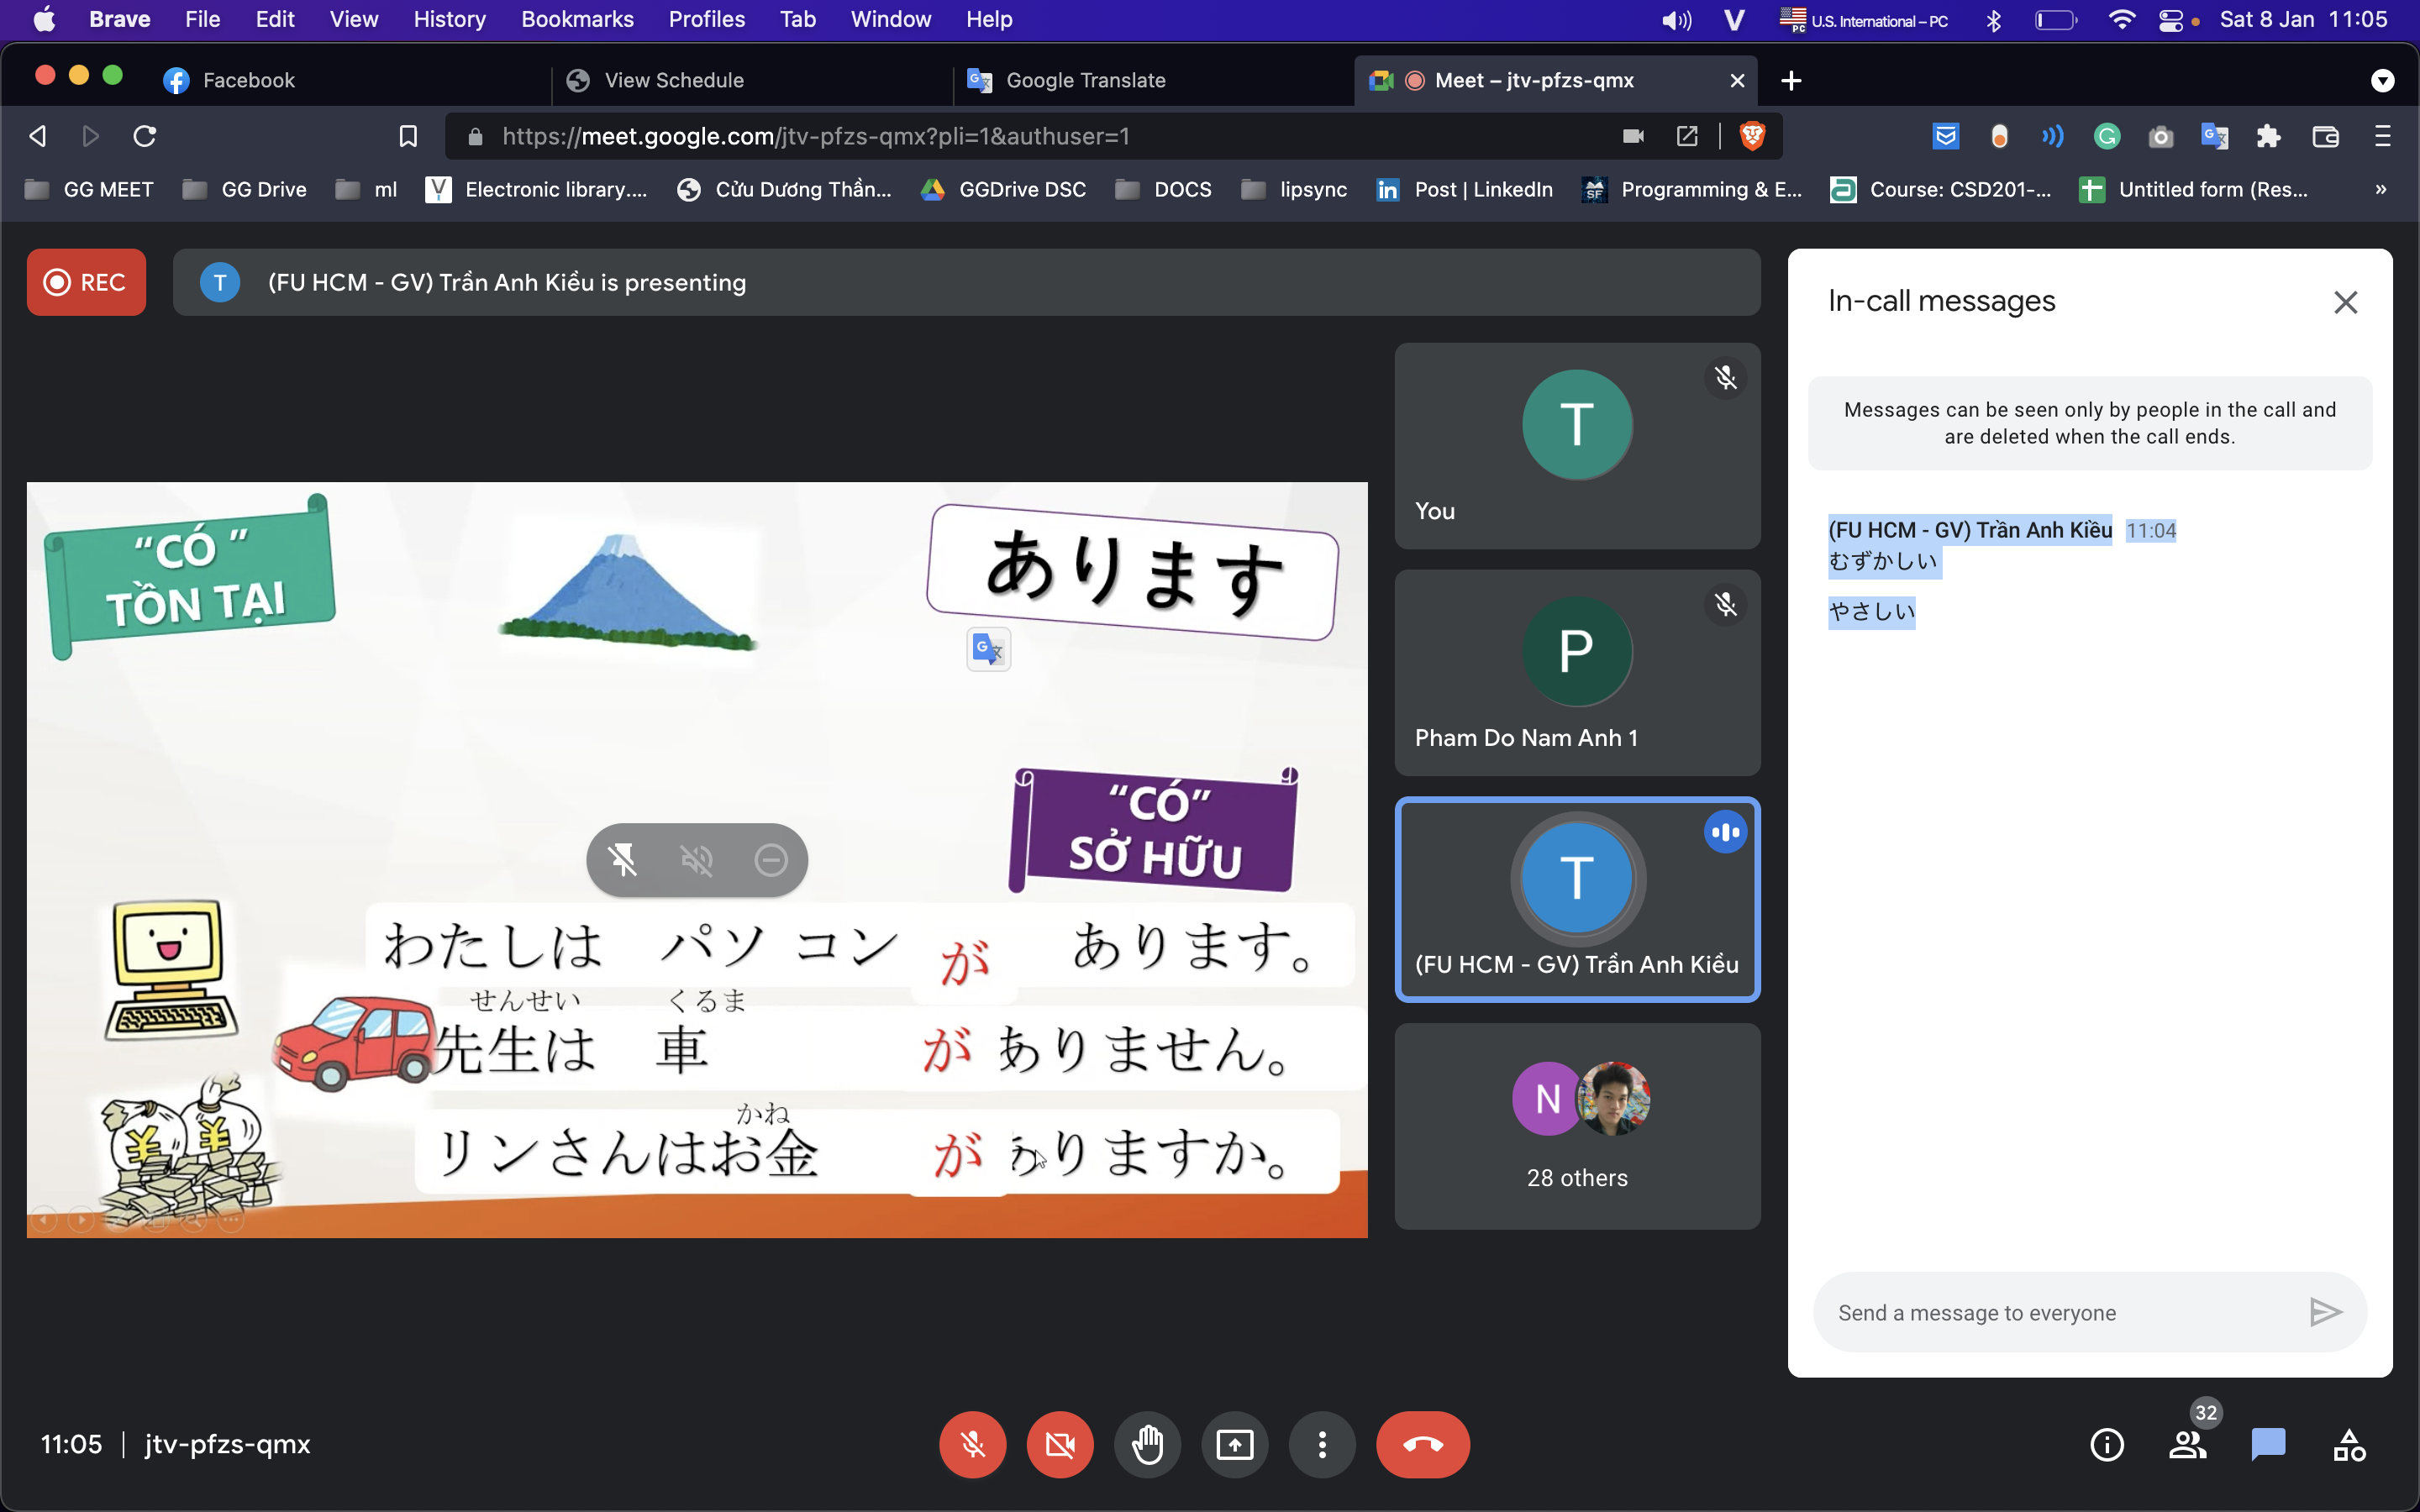 Brave File Edit View History Bookmarks Profiles Tab Window Help
V U.S. International – PC Sat 8 Jan 11:05
Facebook View Schedule Google Translate Meet – jtv-pfzs-qmx
https://meet.google.com/jtv-pfzs-qmx?pli=1&authuser=1
GG MEET GG Drive ml Electronic library.... Cửu Dương Thần... GGDrive DSC DOCS lipsync Post | LinkedIn Programming & E... Course: CSD201-... Untitled form (Res... »
REC
T (FU HCM - GV) Trần Anh Kiều is presenting
“CÓ ”
TỒN TẠI
あります
“CÓ”
SỞ HỮU
わたしは パソ コン が あります。
せんせい くるま
先生は 車 が ありません。
かね
リンさんはお金 が ありますか。
T
You
P
Pham Do Nam Anh 1
T
(FU HCM - GV) Trần Anh Kiều
N
28 others
In-call messages
Messages can be seen only by people in the call and
are deleted when the call ends.
(FU HCM - GV) Trần Anh Kiều 11:04
むずかしい
やさしい
Send a message to everyone
11:05 | jtv-pfzs-qmx
32